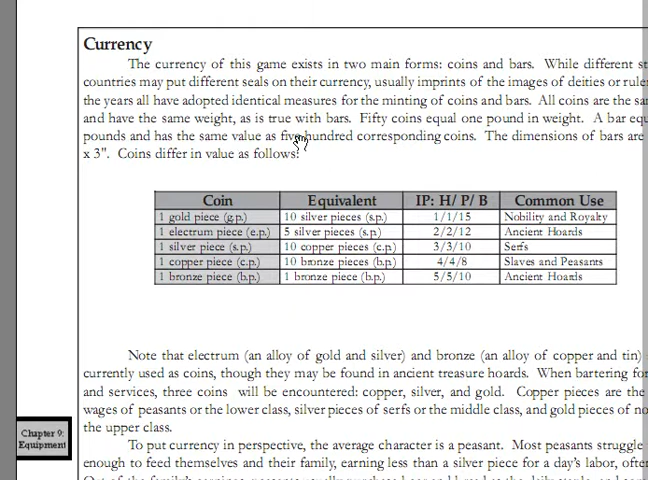 Currency
The currency of this game exists in two main forms: coins and bars. While different st
countries may put different seals on their currency, usually imprints of the images of deities or rule
the years all have adopted identical measures for the minting of coins and bars. All coins are the sa
and have the same weight, as is true with bars. Fifty coins equal one pound in weight. A bar equ
pounds and has the same value as five hundred corresponding coins. The dimensions of bars are
x 3". Coins differ in value as follows:
Coin Equivalent IP: H/ P/ B Common Use
1 gold piece (g.p.) 10 silver pieces (s.p.) 1/1/15 Nobility and Royalty
1 electrum piece (e.p.) 5 silver pieces (s.p.) 2/2/12 Ancient Hoards
1 silver piece (s.p.) 10 copper pieces (c.p.) 3/3/10 Serfs
1 copper piece (c.p.) 10 bronze pieces (b.p.) 4/4/8 Slaves and Peasants
1 bronze piece (b.p.) 1 bronze piece (b.p.) 5/5/10 Ancient Hoards
Note that electrum (an alloy of gold and silver) and bronze (an alloy of copper and tin)
currently used as coins, though they may be found in ancient treasure hoards. When bartering for
and services, three coins will be encountered: copper, silver, and gold. Copper pieces are the
wages of peasants or the lower class, silver pieces of serfs or the middle class, and gold pieces of no
the upper class.
Chapter 9:
Equipment
To put currency in perspective, the average character is a peasant. Most peasants struggle
enough to feed themselves and their family, earning less than a silver piece for a day's labor, ofte